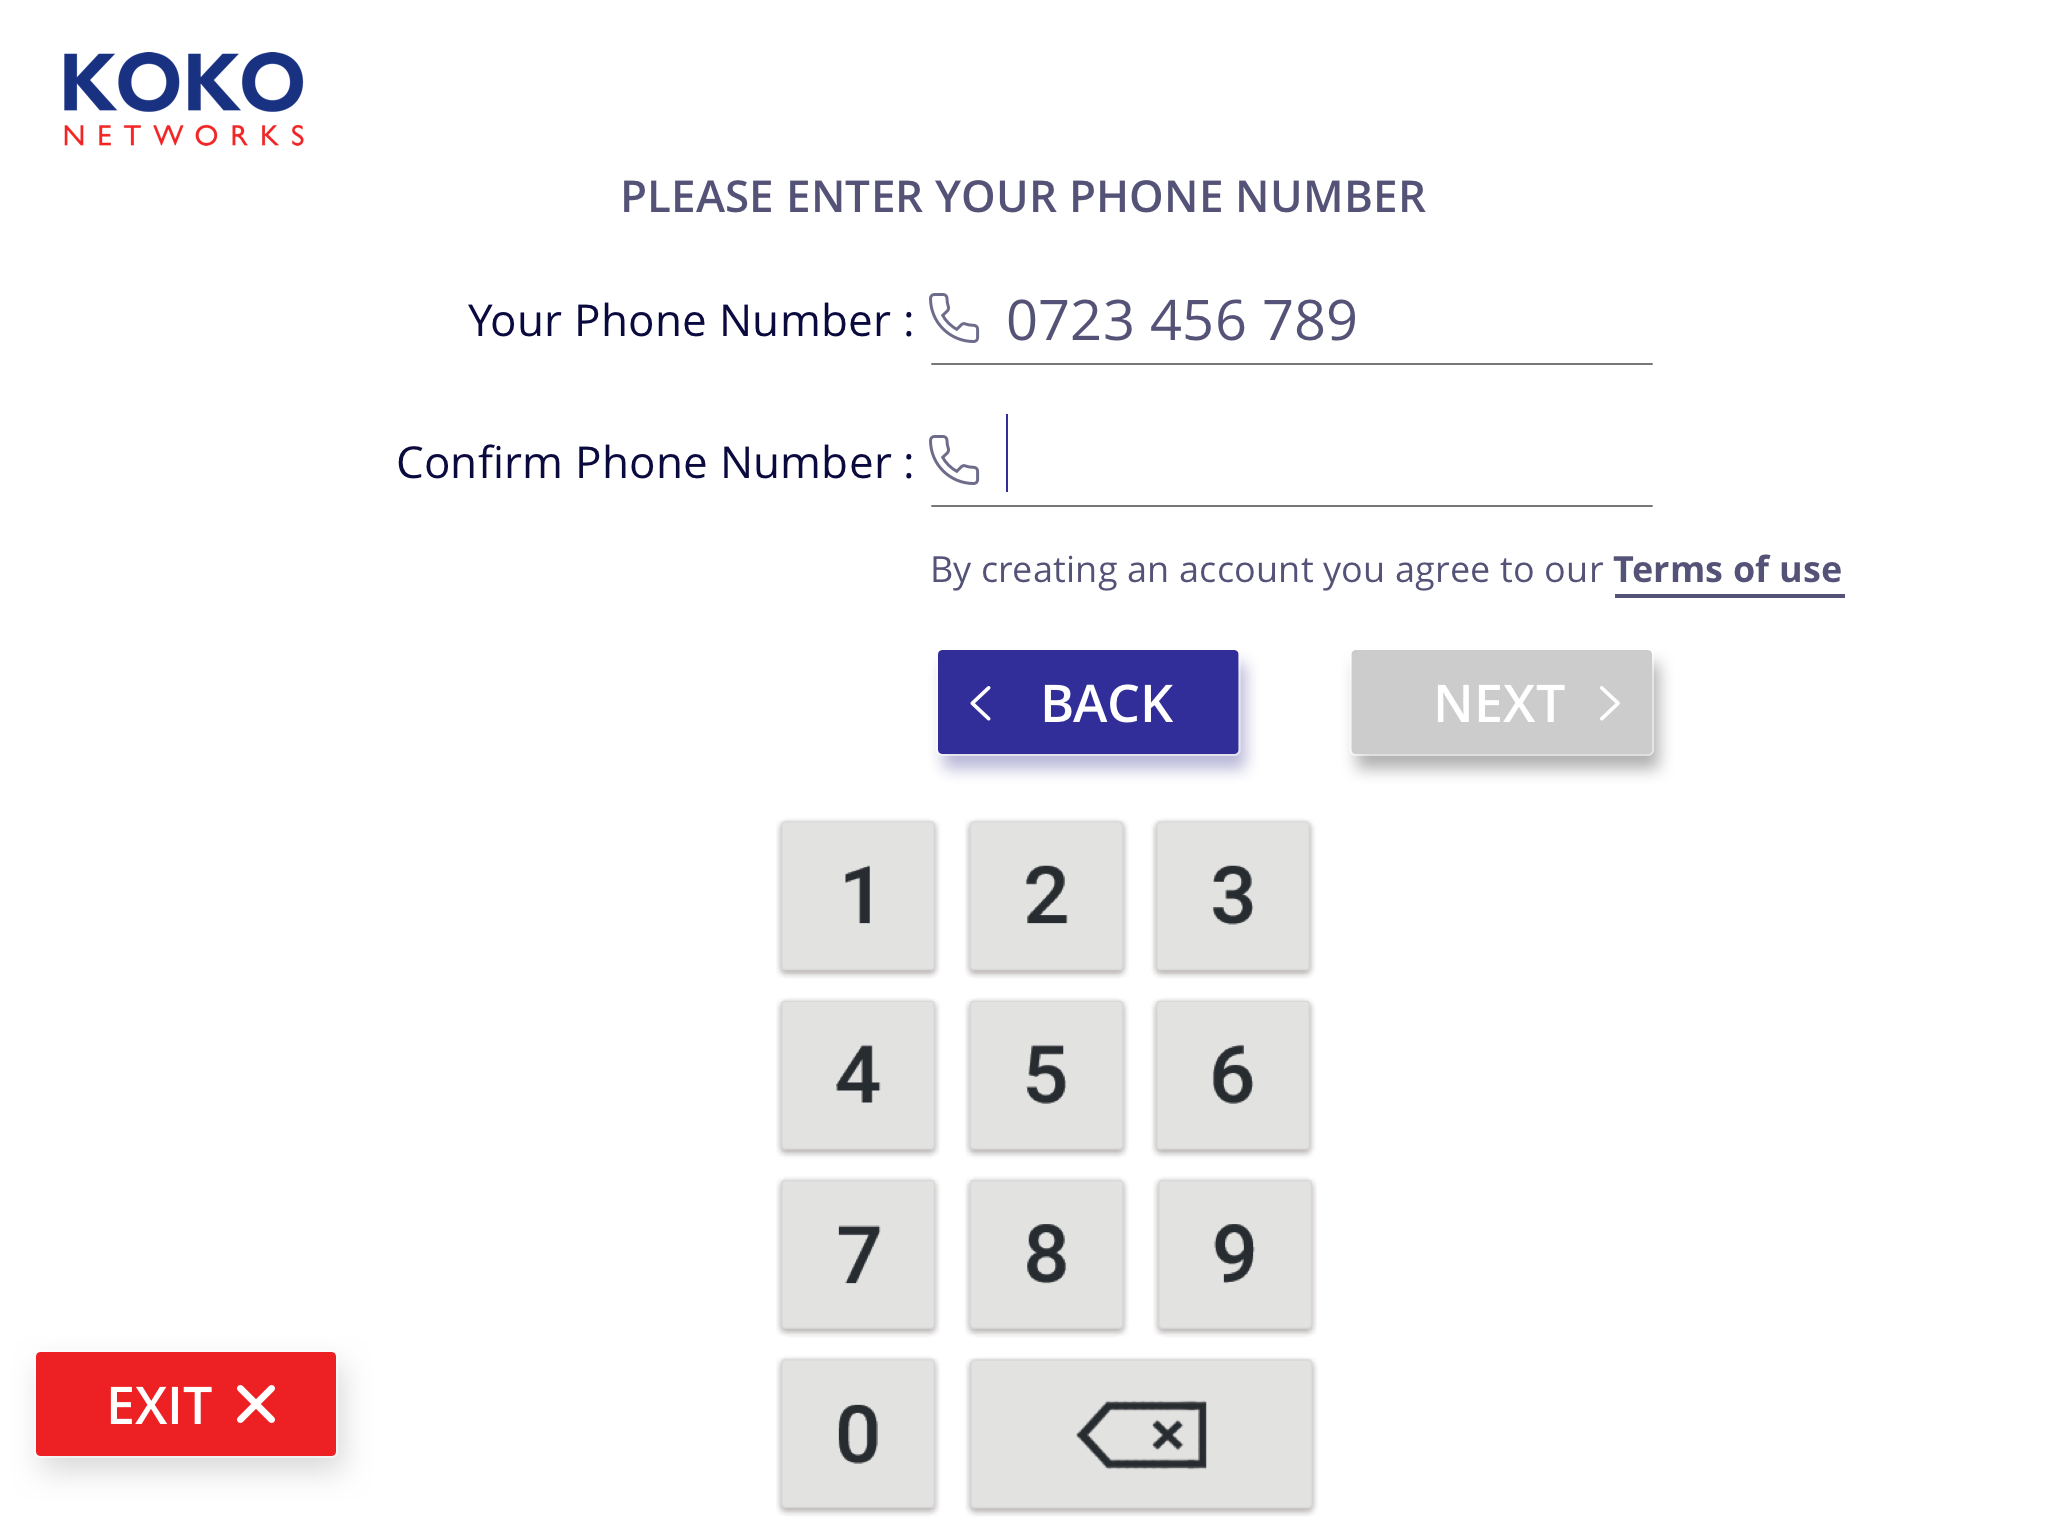 KOKO
NETWORKS
PLEASE ENTER YOUR PHONE NUMBER
Your Phone Number : 0723 456 789
Confirm Phone Number :
By creating an account you agree to our Terms of use
BACK NEXT
1 2 3
4 5 6
7 8 9
EXIT
0